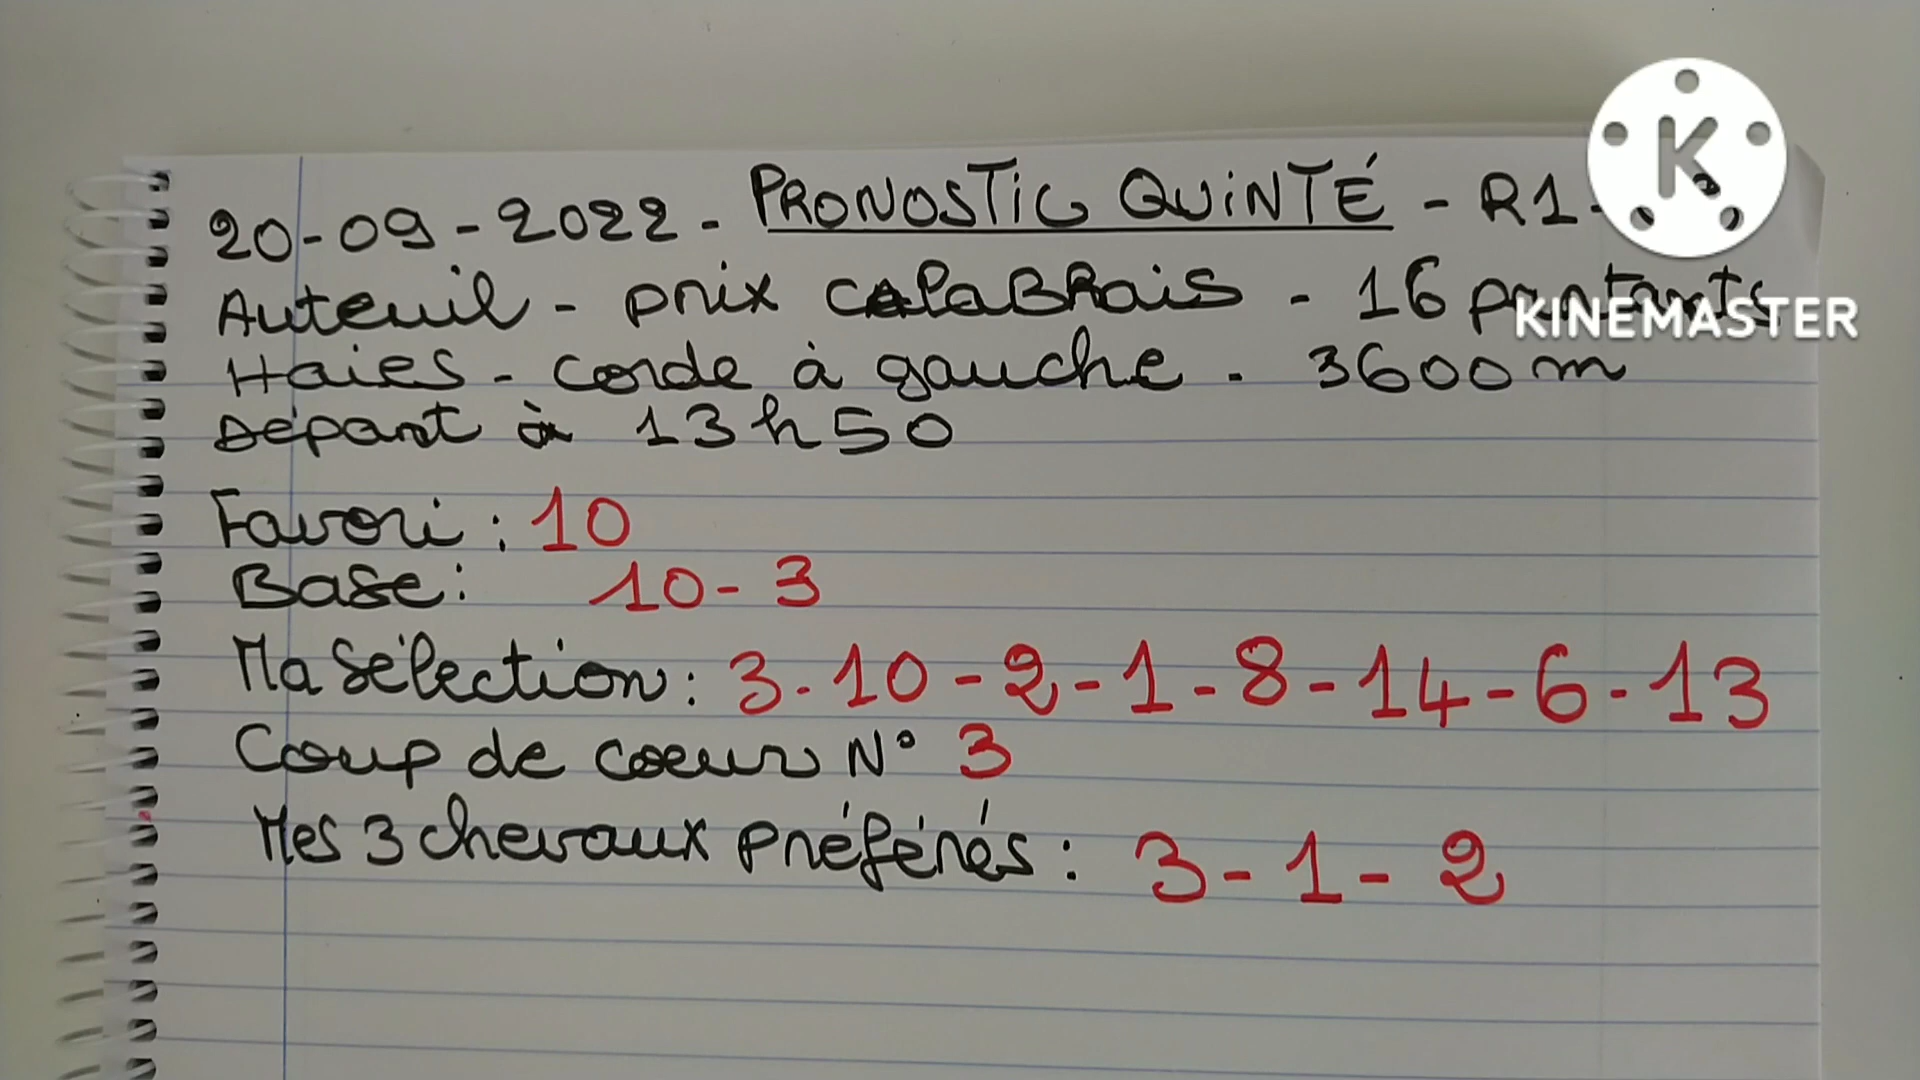 20-09-2022. PRONOSTIC QUINTÉ - R1-
Auteuil - prix CALABRAIS - 16 partants
Haies - corde à gauche - 3600 m
Départ à 13h50
Favori : 10
Base : 10-3
Ma Sélection : 3-10-2-1-8-14-6-13
Coup de coeur N° 3
Mes 3 chevaux préférés : 3-1-2
K
KINEMASTER